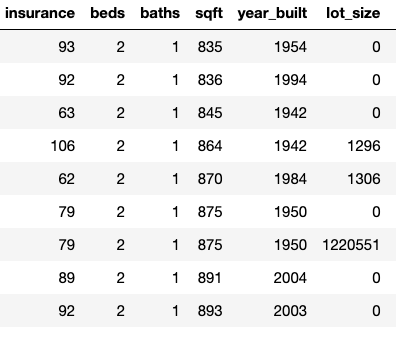 insurance beds baths sqft year_built lot_size
93 2 1 835 1954 0
92 2 1 836 1994 0
63 2 1 845 1942 0
106 2 1 864 1942 1296
62 2 1 870 1984 1306
79 2 1 875 1950 0
79 2 1 875 1950 1220551
89 2 1 891 2004 0
92 2 1 893 2003 0